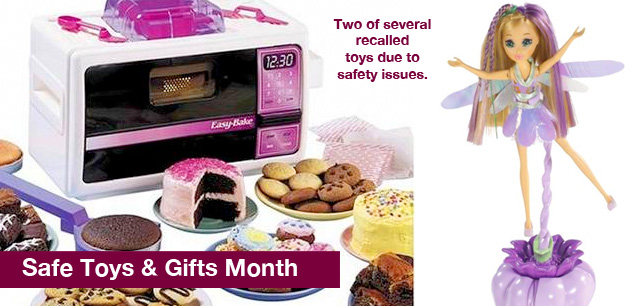 Two of several
recalled
toys due to
safety issues.
12:30
Easy-Bake
Safe Toys & Gifts Month